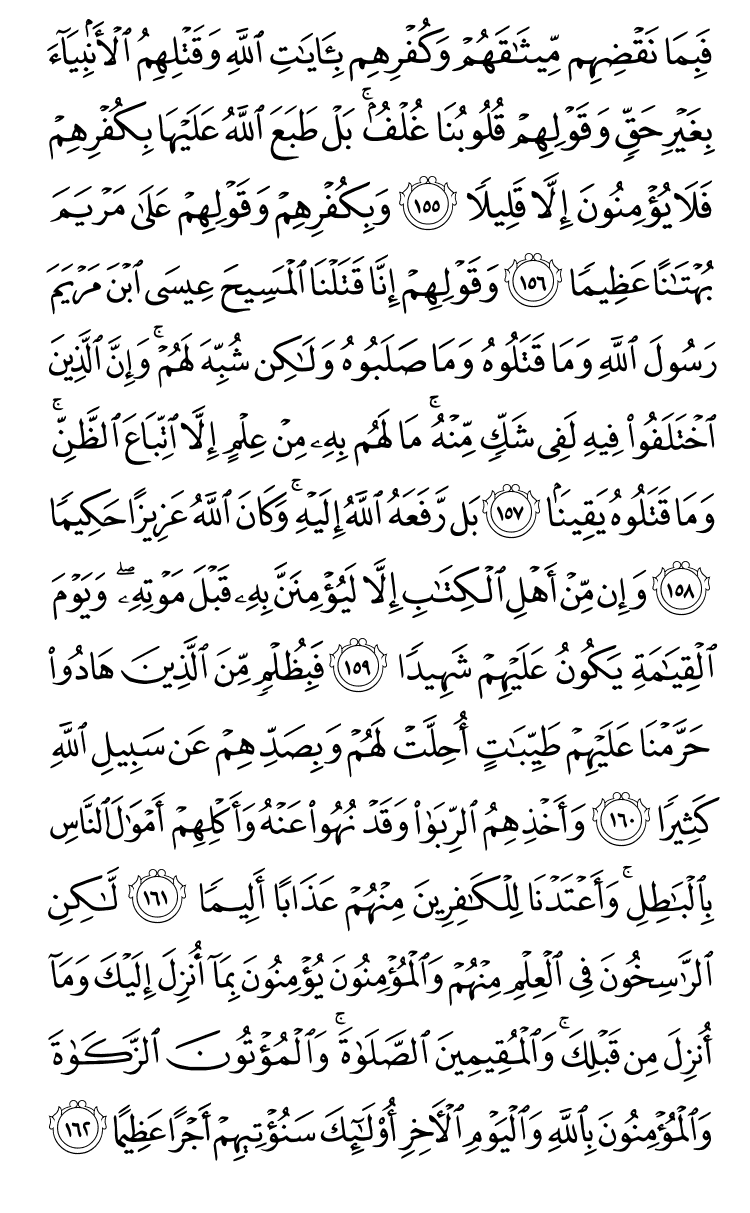 فَبِمَا نَقۡضِهِم مِّيثَٰقَهُمۡ وَكُفۡرِهِم بِـَٔايَٰتِ ٱللَّهِ وَقَتۡلِهِمُ ٱلۡأَنۢبِيَآءَ
بِغَيۡرِ حَقّٖ وَقَوۡلِهِمۡ قُلُوبُنَا غُلۡفُۢۚ بَلۡ طَبَعَ ٱللَّهُ عَلَيۡهَا بِكُفۡرِهِمۡ
فَلَا يُؤۡمِنُونَ إِلَّا قَلِيلٗا ١٥٥ وَبِكُفۡرِهِمۡ وَقَوۡلِهِمۡ عَلَىٰ مَرۡيَمَ
بُهۡتَٰنًا عَظِيمٗا ١٥٦ وَقَوۡلِهِمۡ إِنَّا قَتَلۡنَا ٱلۡمَسِيحَ عِيسَى ٱبۡنَ مَرۡيَمَ
رَسُولَ ٱللَّهِ وَمَا قَتَلُوهُ وَمَا صَلَبُوهُ وَلَٰكِن شُبِّهَ لَهُمۡۚ وَإِنَّ ٱلَّذِينَ
ٱخۡتَلَفُواْ فِيهِ لَفِي شَكّٖ مِّنۡهُۚ مَا لَهُم بِهِۦ مِنۡ عِلۡمٍ إِلَّا ٱتِّبَاعَ ٱلظَّنِّۚ
وَمَا قَتَلُوهُ يَقِينَۢا ١٥٧ بَل رَّفَعَهُ ٱللَّهُ إِلَيۡهِۚ وَكَانَ ٱللَّهُ عَزِيزًا حَكِيمٗا
١٥٨ وَإِن مِّنۡ أَهۡلِ ٱلۡكِتَٰبِ إِلَّا لَيُؤۡمِنَنَّ بِهِۦ قَبۡلَ مَوۡتِهِۦۖ وَيَوۡمَ
ٱلۡقِيَٰمَةِ يَكُونُ عَلَيۡهِمۡ شَهِيدٗا ١٥٩ فَبِظُلۡمٖ مِّنَ ٱلَّذِينَ هَادُواْ
حَرَّمۡنَا عَلَيۡهِمۡ طَيِّبَٰتٍ أُحِلَّتۡ لَهُمۡ وَبِصَدِّهِمۡ عَن سَبِيلِ ٱللَّهِ
كَثِيرٗا ١٦٠ وَأَخۡذِهِمُ ٱلرِّبَوٰاْ وَقَدۡ نُهُواْ عَنۡهُ وَأَكۡلِهِمۡ أَمۡوَٰلَ ٱلنَّاسِ
بِٱلۡبَٰطِلِۚ وَأَعۡتَدۡنَا لِلۡكَٰفِرِينَ مِنۡهُمۡ عَذَابًا أَلِيمٗا ١٦١ لَّٰكِنِ
ٱلرَّٰسِخُونَ فِي ٱلۡعِلۡمِ مِنۡهُمۡ وَٱلۡمُؤۡمِنُونَ يُؤۡمِنُونَ بِمَآ أُنزِلَ إِلَيۡكَ وَمَآ
أُنزِلَ مِن قَبۡلِكَۚ وَٱلۡمُقِيمِينَ ٱلصَّلَوٰةَۚ وَٱلۡمُؤۡتُونَ ٱلزَّكَوٰةَ
وَٱلۡمُؤۡمِنُونَ بِٱللَّهِ وَٱلۡيَوۡمِ ٱلۡأٓخِرِ أُوْلَٰٓئِكَ سَنُؤۡتِيهِمۡ أَجۡرًا عَظِيمًا ١٦٢